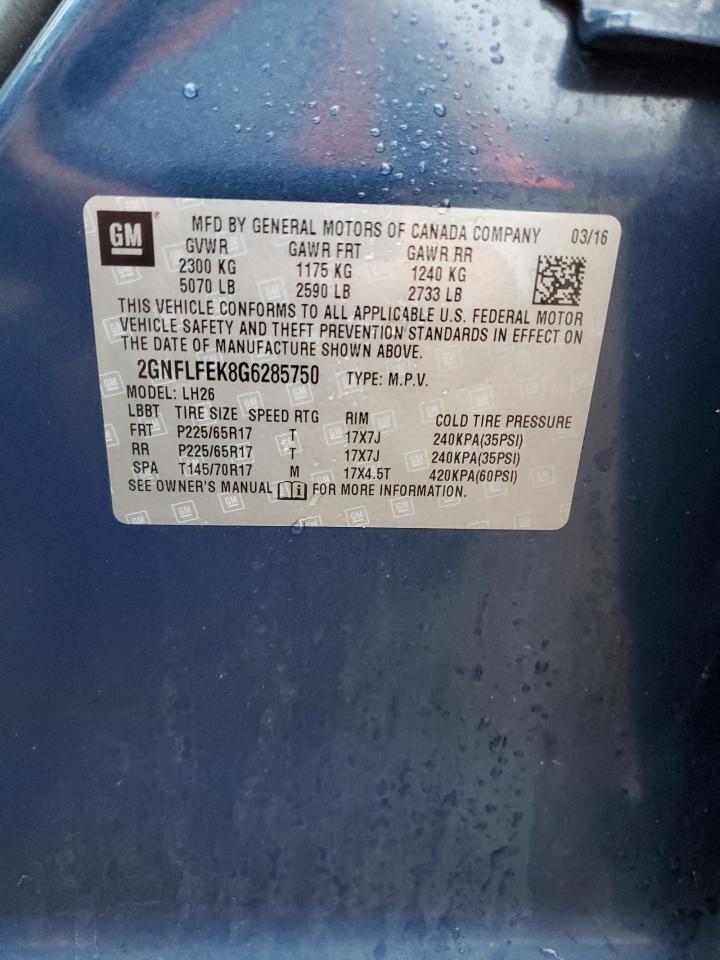 GM ® MFD BY GENERAL MOTORS OF CANADA COMPANY 03/16
GVWR GAWR FRT GAWR RR
2300 KG 1175 KG 1240 KG
5070 LB 2590 LB 2733 LB
THIS VEHICLE CONFORMS TO ALL APPLICABLE U.S. FEDERAL MOTOR
VEHICLE SAFETY AND THEFT PREVENTION STANDARDS IN EFFECT ON
THE DATE OF MANUFACTURE SHOWN ABOVE.
2GNFLFEK8G6285750 TYPE: M.P.V.
MODEL: LH26
LBBT TIRE SIZE SPEED RTG RIM COLD TIRE PRESSURE
FRT P225/65R17 T 17X7J 240KPA(35PSI)
RR P225/65R17 T 17X7J 240KPA(35PSI)
SPA T145/70R17 M 17X4.5T 420KPA(60PSI)
SEE OWNER'S MANUAL i FOR MORE INFORMATION.